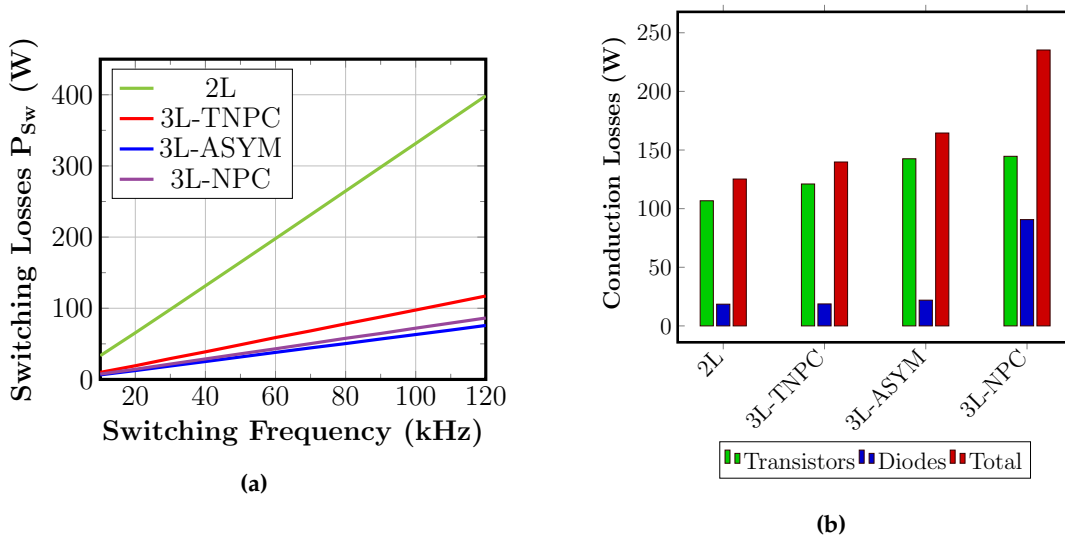 Switching Losses P_Sw (W)
400
300
200
100
0
2L
3L-TNPC
3L-ASYM
3L-NPC
20 40 60 80 100 120
Switching Frequency (kHz)
(a)
Conduction Losses (W)
250
200
150
100
50
0
2L
3L-TNPC
3L-ASYM
3L-NPC
Transistors Diodes Total
(b)